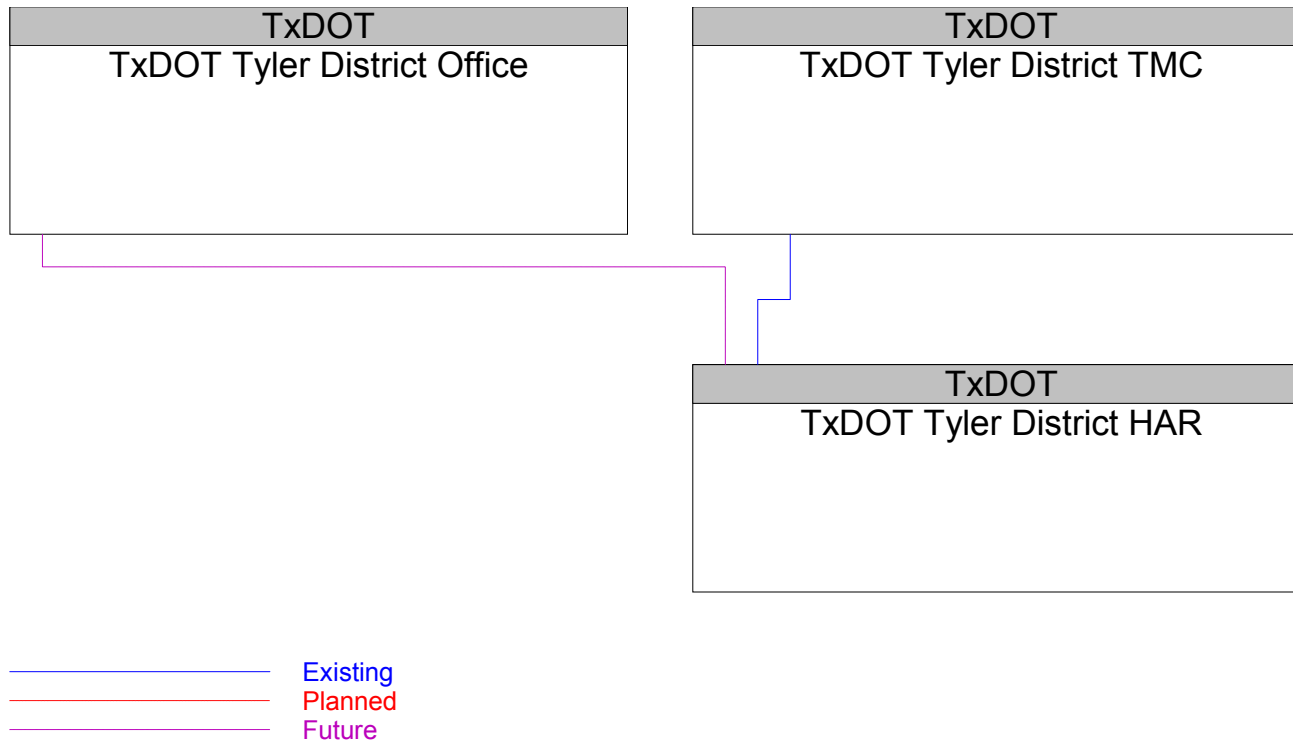 TxDOT
TxDOT Tyler District Office
TxDOT
TxDOT Tyler District TMC
TxDOT
TxDOT Tyler District HAR
Existing
Planned
Future